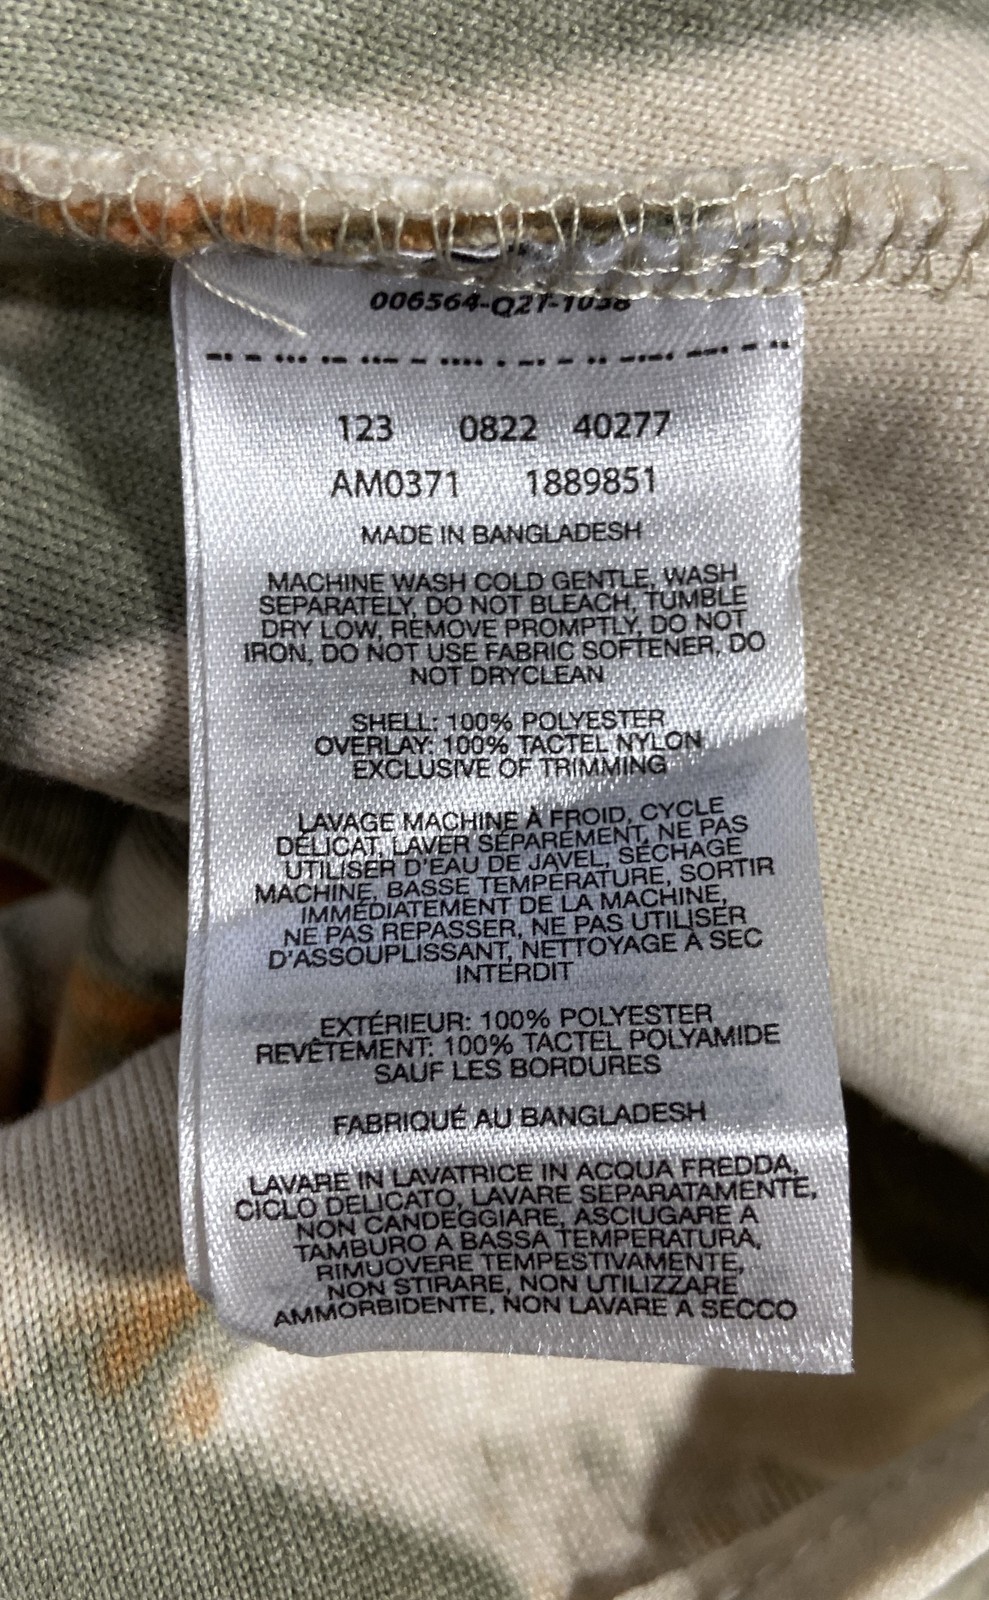 006564-Q21-1038
123 0822 40277
AM0371 1889851
MADE IN BANGLADESH
MACHINE WASH COLD GENTLE, WASH
SEPARATELY, DO NOT BLEACH, TUMBLE
DRY LOW, REMOVE PROMPTLY, DO NOT
IRON, DO NOT USE FABRIC SOFTENER, DO
NOT DRYCLEAN
SHELL: 100% POLYESTER
OVERLAY: 100% TACTEL NYLON
EXCLUSIVE OF TRIMMING
LAVAGE MACHINE À FROID, CYCLE
DÉLICAT, LAVER SÉPARÉMENT, NE PAS
UTILISER D'EAU DE JAVEL, SÉCHAGE
MACHINE, BASSE TEMPÉRATURE, SORTIR
IMMÉDIATEMENT DE LA MACHINE,
NE PAS REPASSER, NE PAS UTILISER
D'ASSOUPLISSANT, NETTOYAGE À SEC
INTERDIT
EXTÉRIEUR: 100% POLYESTER
REVÊTEMENT: 100% TACTEL POLYAMIDE
SAUF LES BORDURES
FABRIQUÉ AU BANGLADESH
LAVARE IN LAVATRICE IN ACQUA FREDDA,
CICLO DELICATO, LAVARE SEPARATAMENTE,
NON CANDEGGIARE, ASCIUGARE A
TAMBURO A BASSA TEMPERATURA,
RIMUOVERE TEMPESTIVAMENTE,
NON STIRARE, NON UTILIZZARE
AMMORBIDENTE, NON LAVARE A SECCO